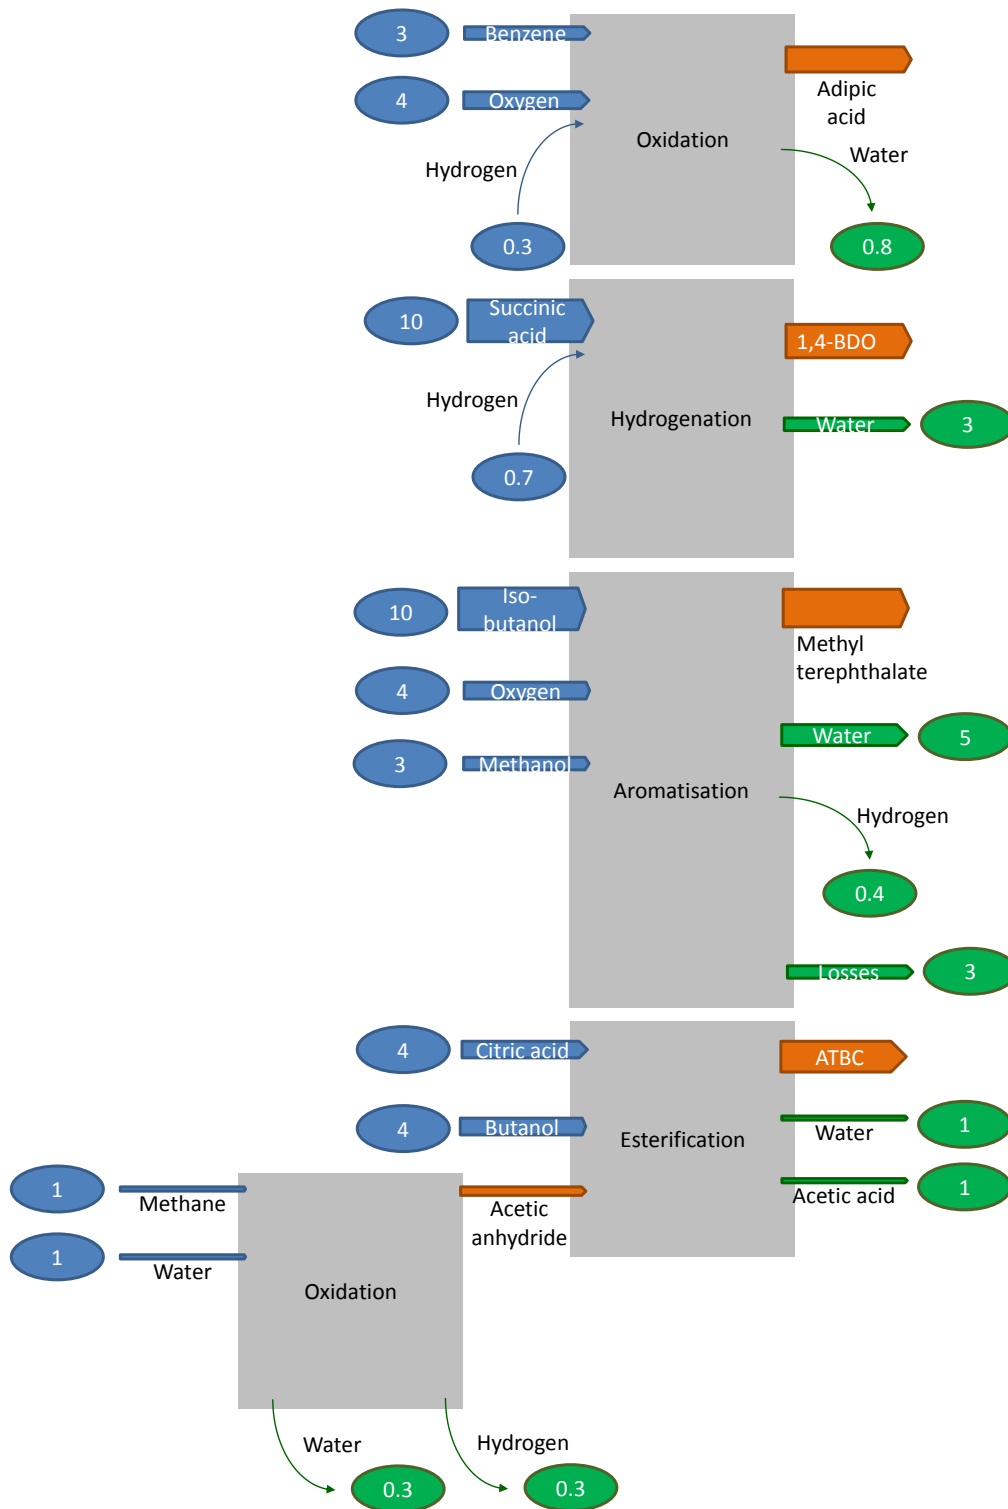 3
Benzene
Adipic
acid
4
Oxygen
Oxidation
Water
Hydrogen
0.3
0.8
10
Succinic
acid
1,4-BDO
Hydrogen
Hydrogenation
Water
3
0.7
10
Iso-
butanol
Methyl
terephthalate
4
Oxygen
Water
5
3
Methanol
Aromatisation
Hydrogen
0.4
Losses
3
4
Citric acid
ATBC
4
Butanol
Esterification
Water
1
1
Methane
Acetic
anhydride
Acetic acid
1
1
Water
Oxidation
Water
Hydrogen
0.3
0.3